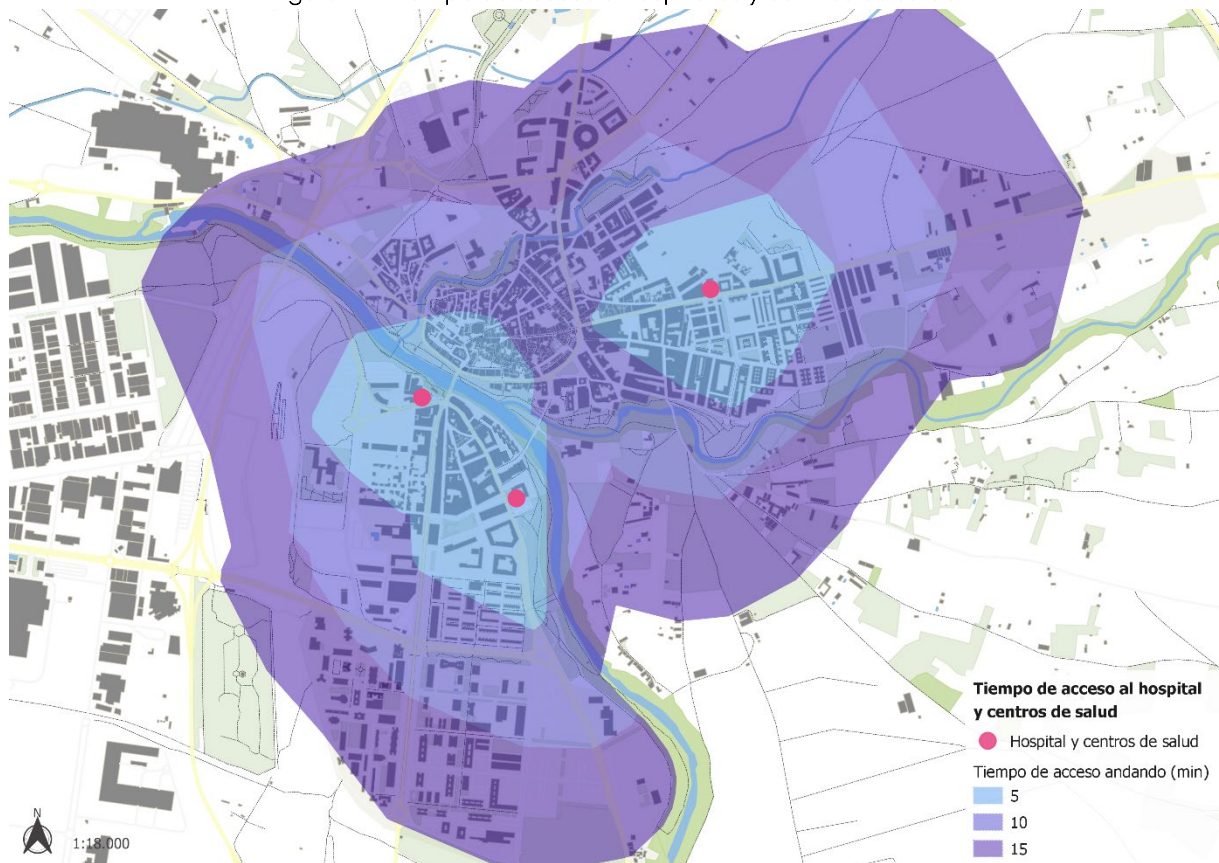 Tiempo de acceso al hospital
y centros de salud
Hospital y centros de salud
Tiempo de acceso andando (min)
5
10
15
N
1:18.000